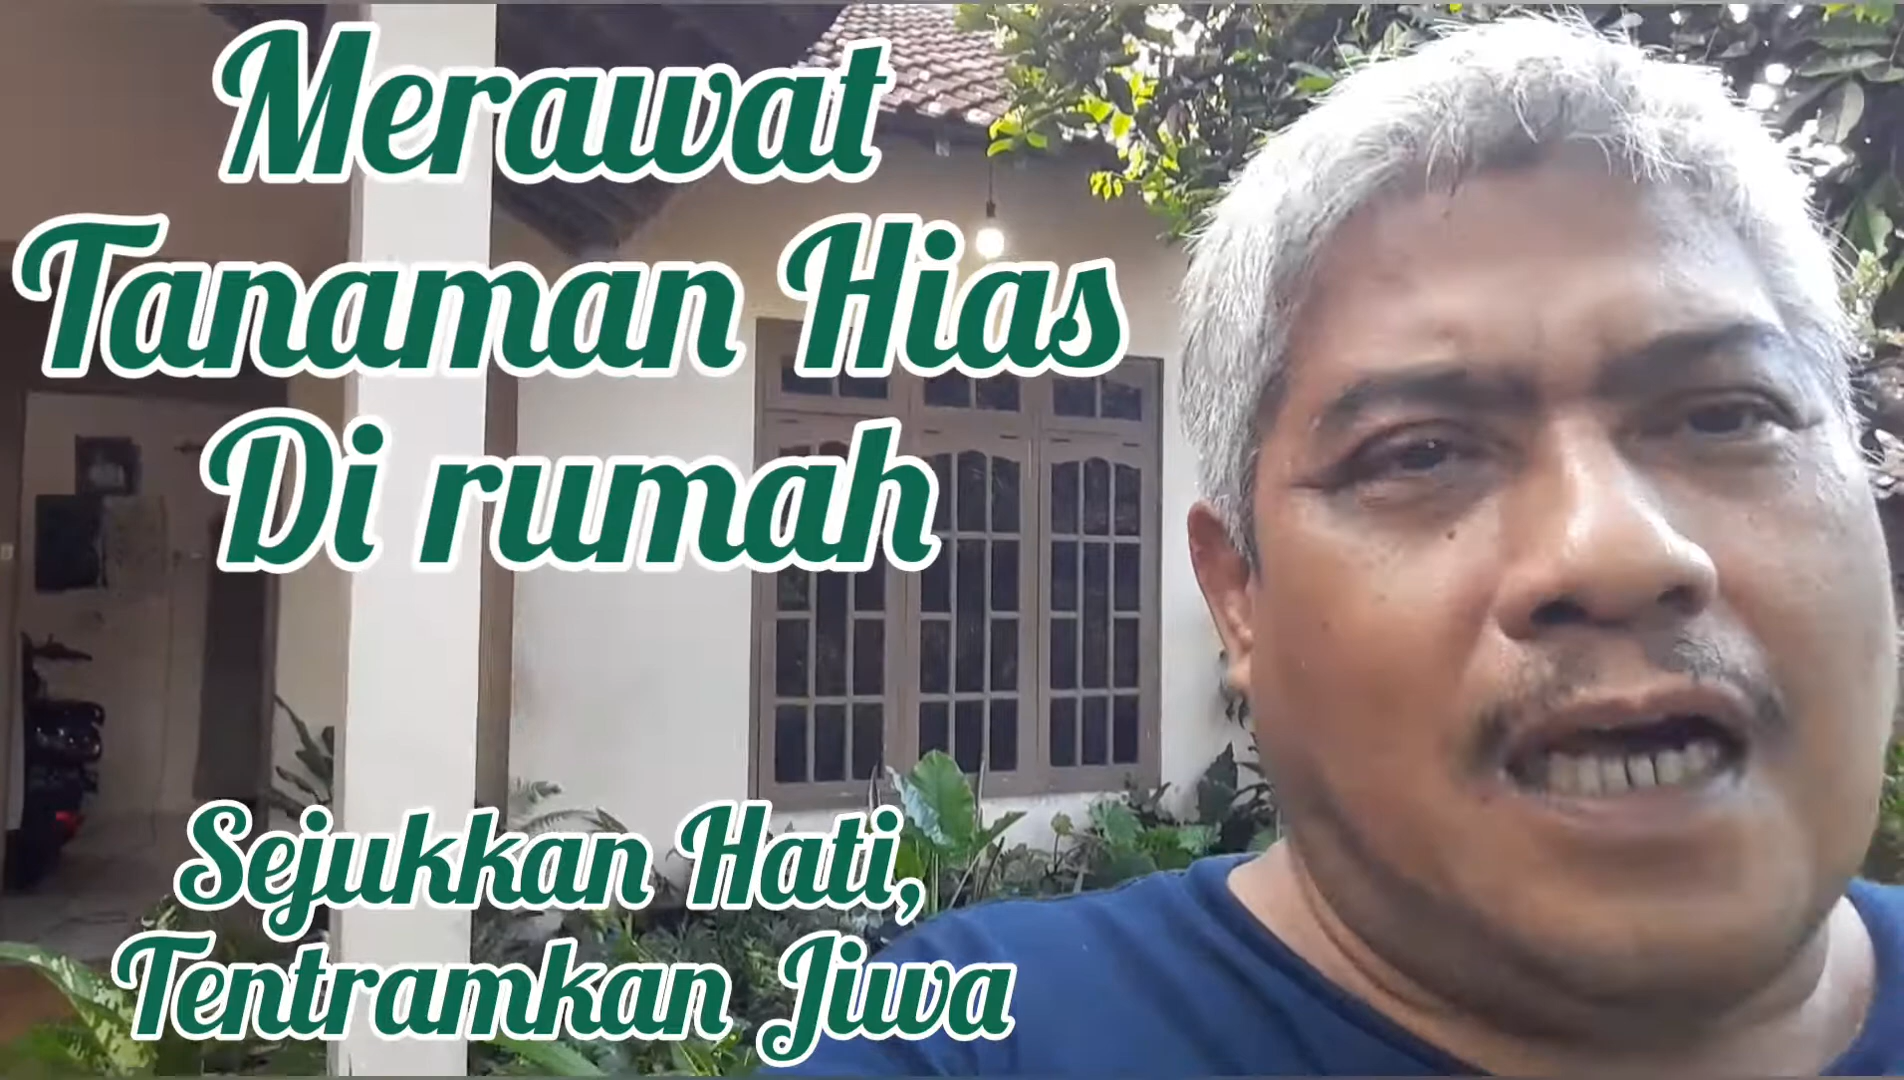 Merawat
Tanaman Hias
Di rumah
Sejukkan Hati,
Tentramkan Jiwa